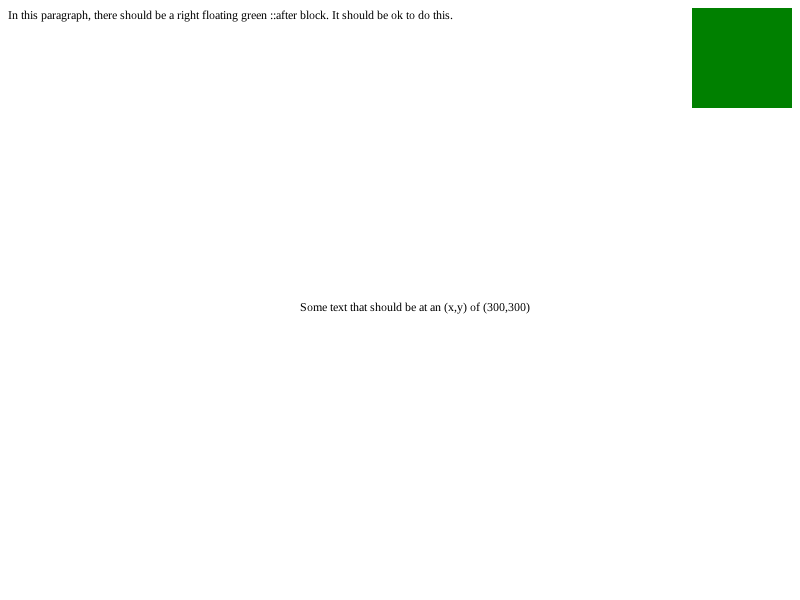 In this paragraph, there should be a right floating green ::after block. It should be ok to do this.
Some text that should be at an (x,y) of (300,300)